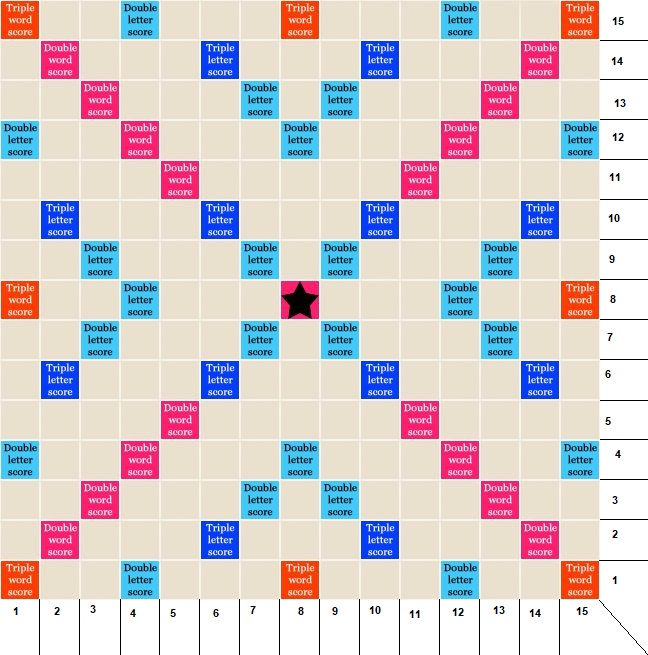 Triple Double Triple Double Triple
word letter word letter word 15
score score score score score
Double Triple Triple Double
word letter letter word 14
score score score score
Double Double Double Double
word letter letter word 13
score score score score
Double Double Double Double Double
letter word letter word letter 12
score score score score score
Double Double
word word 11
score score
Triple Triple Triple Triple
letter letter letter letter 10
score score score score
Double Double Double Double
letter letter letter letter 9
score score score score
Triple Double Double Triple
word letter letter word 8
score score score score
Double Double Double Double
letter letter letter letter 7
score score score score
Triple Triple Triple Triple
letter letter letter letter 6
score score score score
Double Double
word word 5
score score
Double Double Double Double Double
letter word letter word letter 4
score score score score score
Double Double Double Double
word letter letter word 3
score score score score
Double Triple Triple Double
word letter letter word 2
score score score score
Triple Double Triple Double Triple
word letter word letter word 1
score score score score score
1 2 3 4 5 6 7 8 9 10 11 12 13 14 15